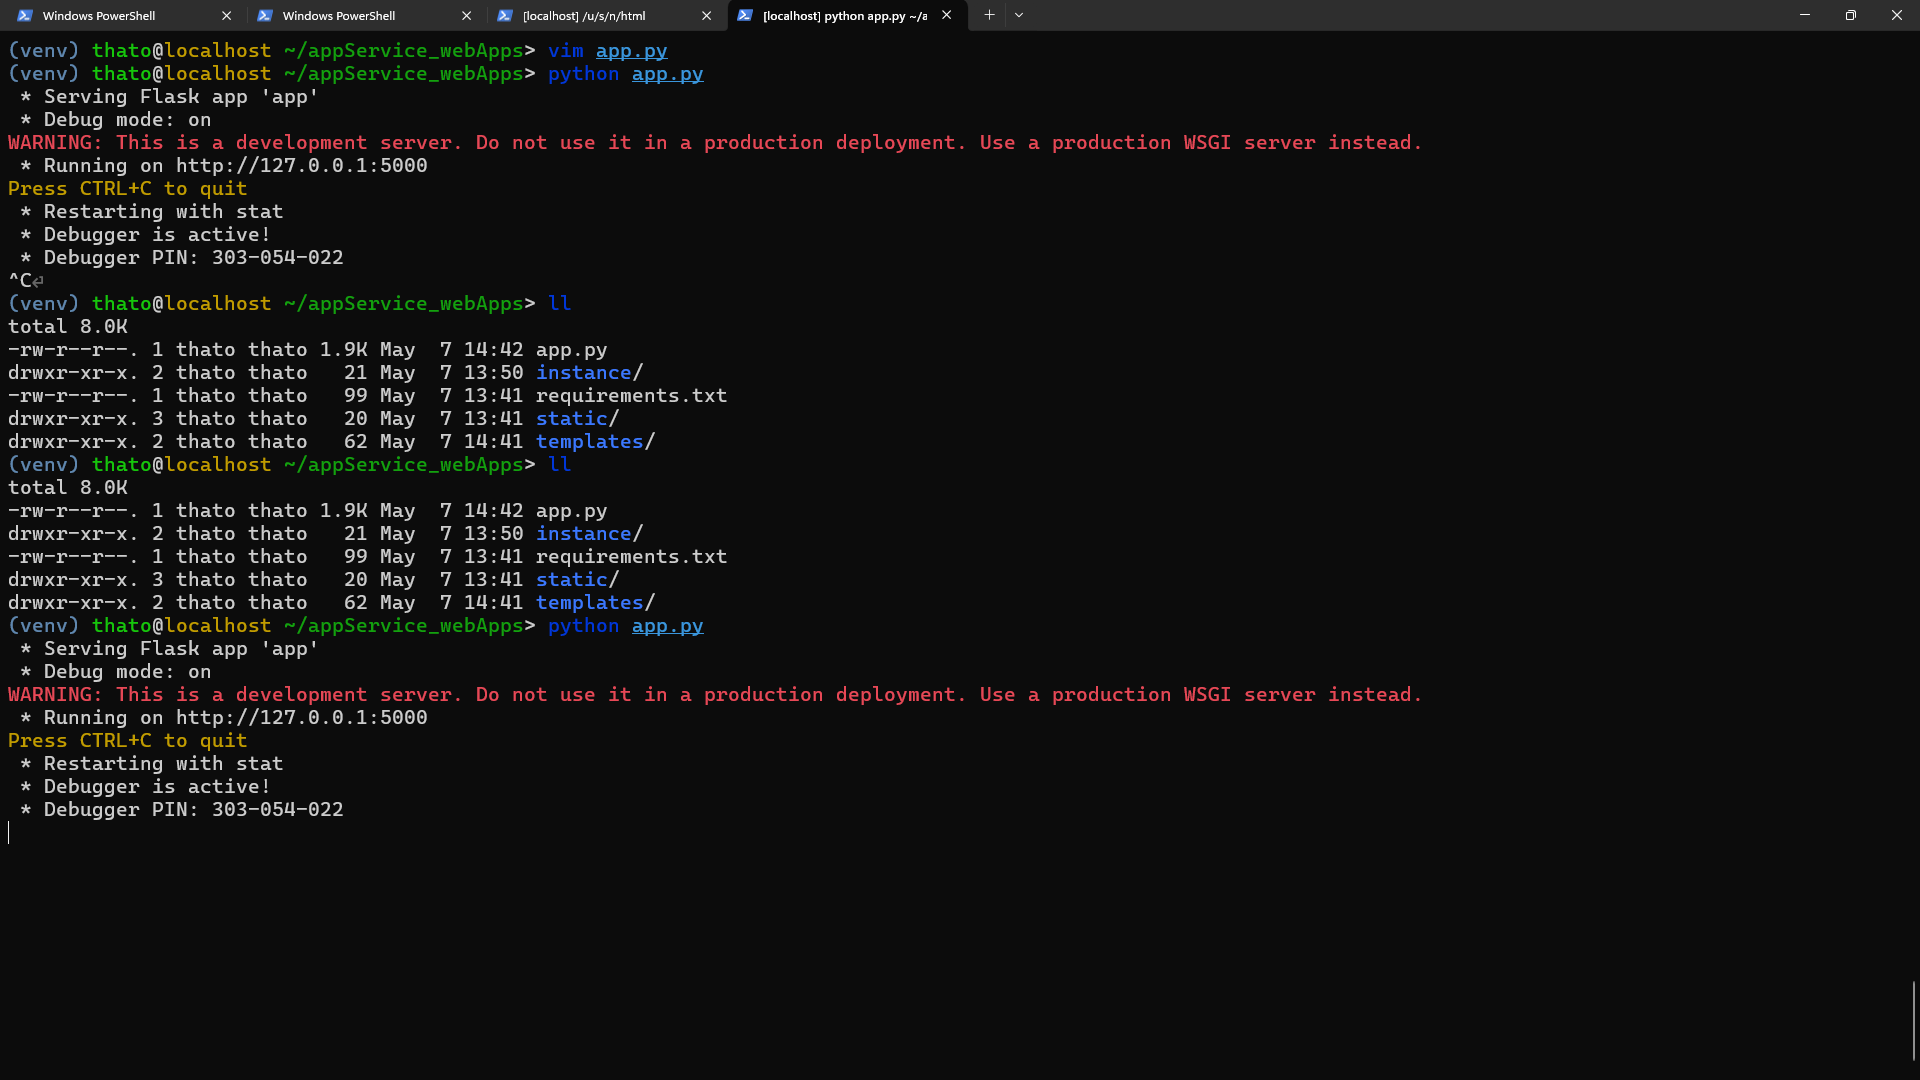 Windows PowerShell
Windows PowerShell
[localhost] /u/s/n/html
[localhost] python app.py ~/a
(venv) thato@localhost ~/appService_webApps> vim app.py
(venv) thato@localhost ~/appService_webApps> python app.py
 * Serving Flask app 'app'
 * Debug mode: on
WARNING: This is a development server. Do not use it in a production deployment. Use a production WSGI server instead.
 * Running on http://127.0.0.1:5000
Press CTRL+C to quit
 * Restarting with stat
 * Debugger is active!
 * Debugger PIN: 303-054-022
^C⏎
(venv) thato@localhost ~/appService_webApps> ll
total 8.0K
-rw-r--r--. 1 thato thato 1.9K May  7 14:42 app.py
drwxr-xr-x. 2 thato thato   21 May  7 13:50 instance/
-rw-r--r--. 1 thato thato   99 May  7 13:41 requirements.txt
drwxr-xr-x. 3 thato thato   20 May  7 13:41 static/
drwxr-xr-x. 2 thato thato   62 May  7 14:41 templates/
(venv) thato@localhost ~/appService_webApps> ll
total 8.0K
-rw-r--r--. 1 thato thato 1.9K May  7 14:42 app.py
drwxr-xr-x. 2 thato thato   21 May  7 13:50 instance/
-rw-r--r--. 1 thato thato   99 May  7 13:41 requirements.txt
drwxr-xr-x. 3 thato thato   20 May  7 13:41 static/
drwxr-xr-x. 2 thato thato   62 May  7 14:41 templates/
(venv) thato@localhost ~/appService_webApps> python app.py
 * Serving Flask app 'app'
 * Debug mode: on
WARNING: This is a development server. Do not use it in a production deployment. Use a production WSGI server instead.
 * Running on http://127.0.0.1:5000
Press CTRL+C to quit
 * Restarting with stat
 * Debugger is active!
 * Debugger PIN: 303-054-022